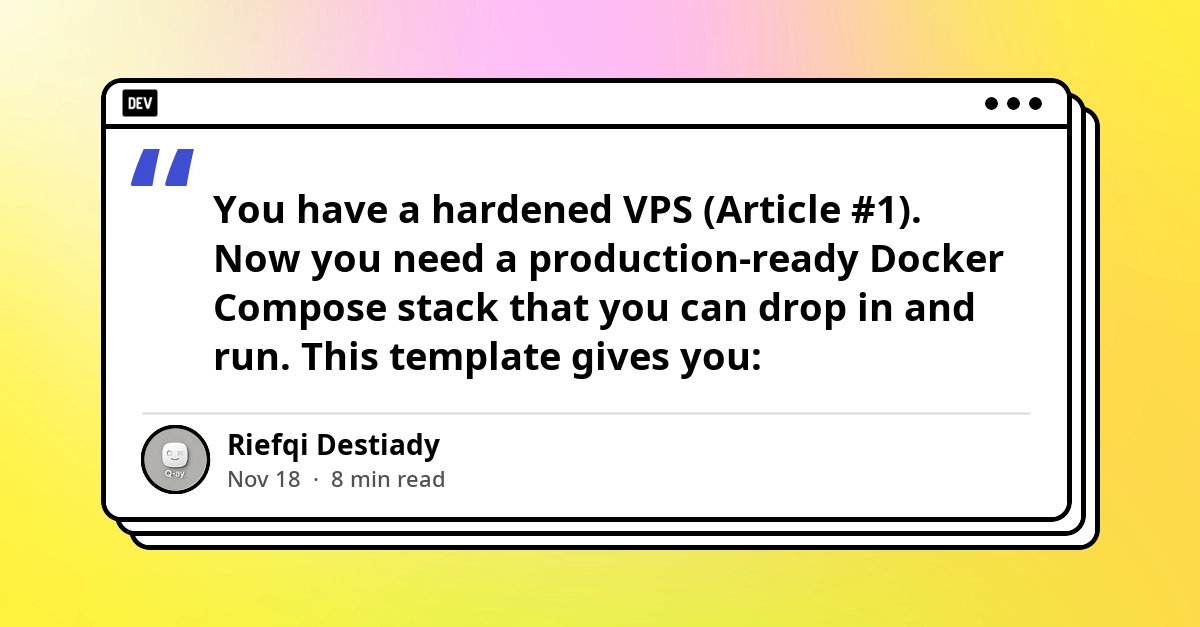 DEV
“
You have a hardened VPS (Article #1).
Now you need a production-ready Docker
Compose stack that you can drop in and
run. This template gives you:
Riefqi Destiady
Nov 18 · 8 min read
Q-ay